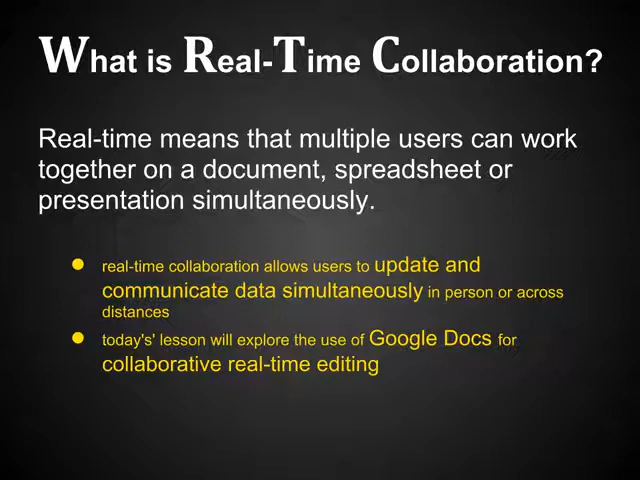 What is Real-Time Collaboration?
Real-time means that multiple users can work
together on a document, spreadsheet or
presentation simultaneously.
● real-time collaboration allows users to update and
communicate data simultaneously in person or across
distances
● today's' lesson will explore the use of Google Docs for
collaborative real-time editing